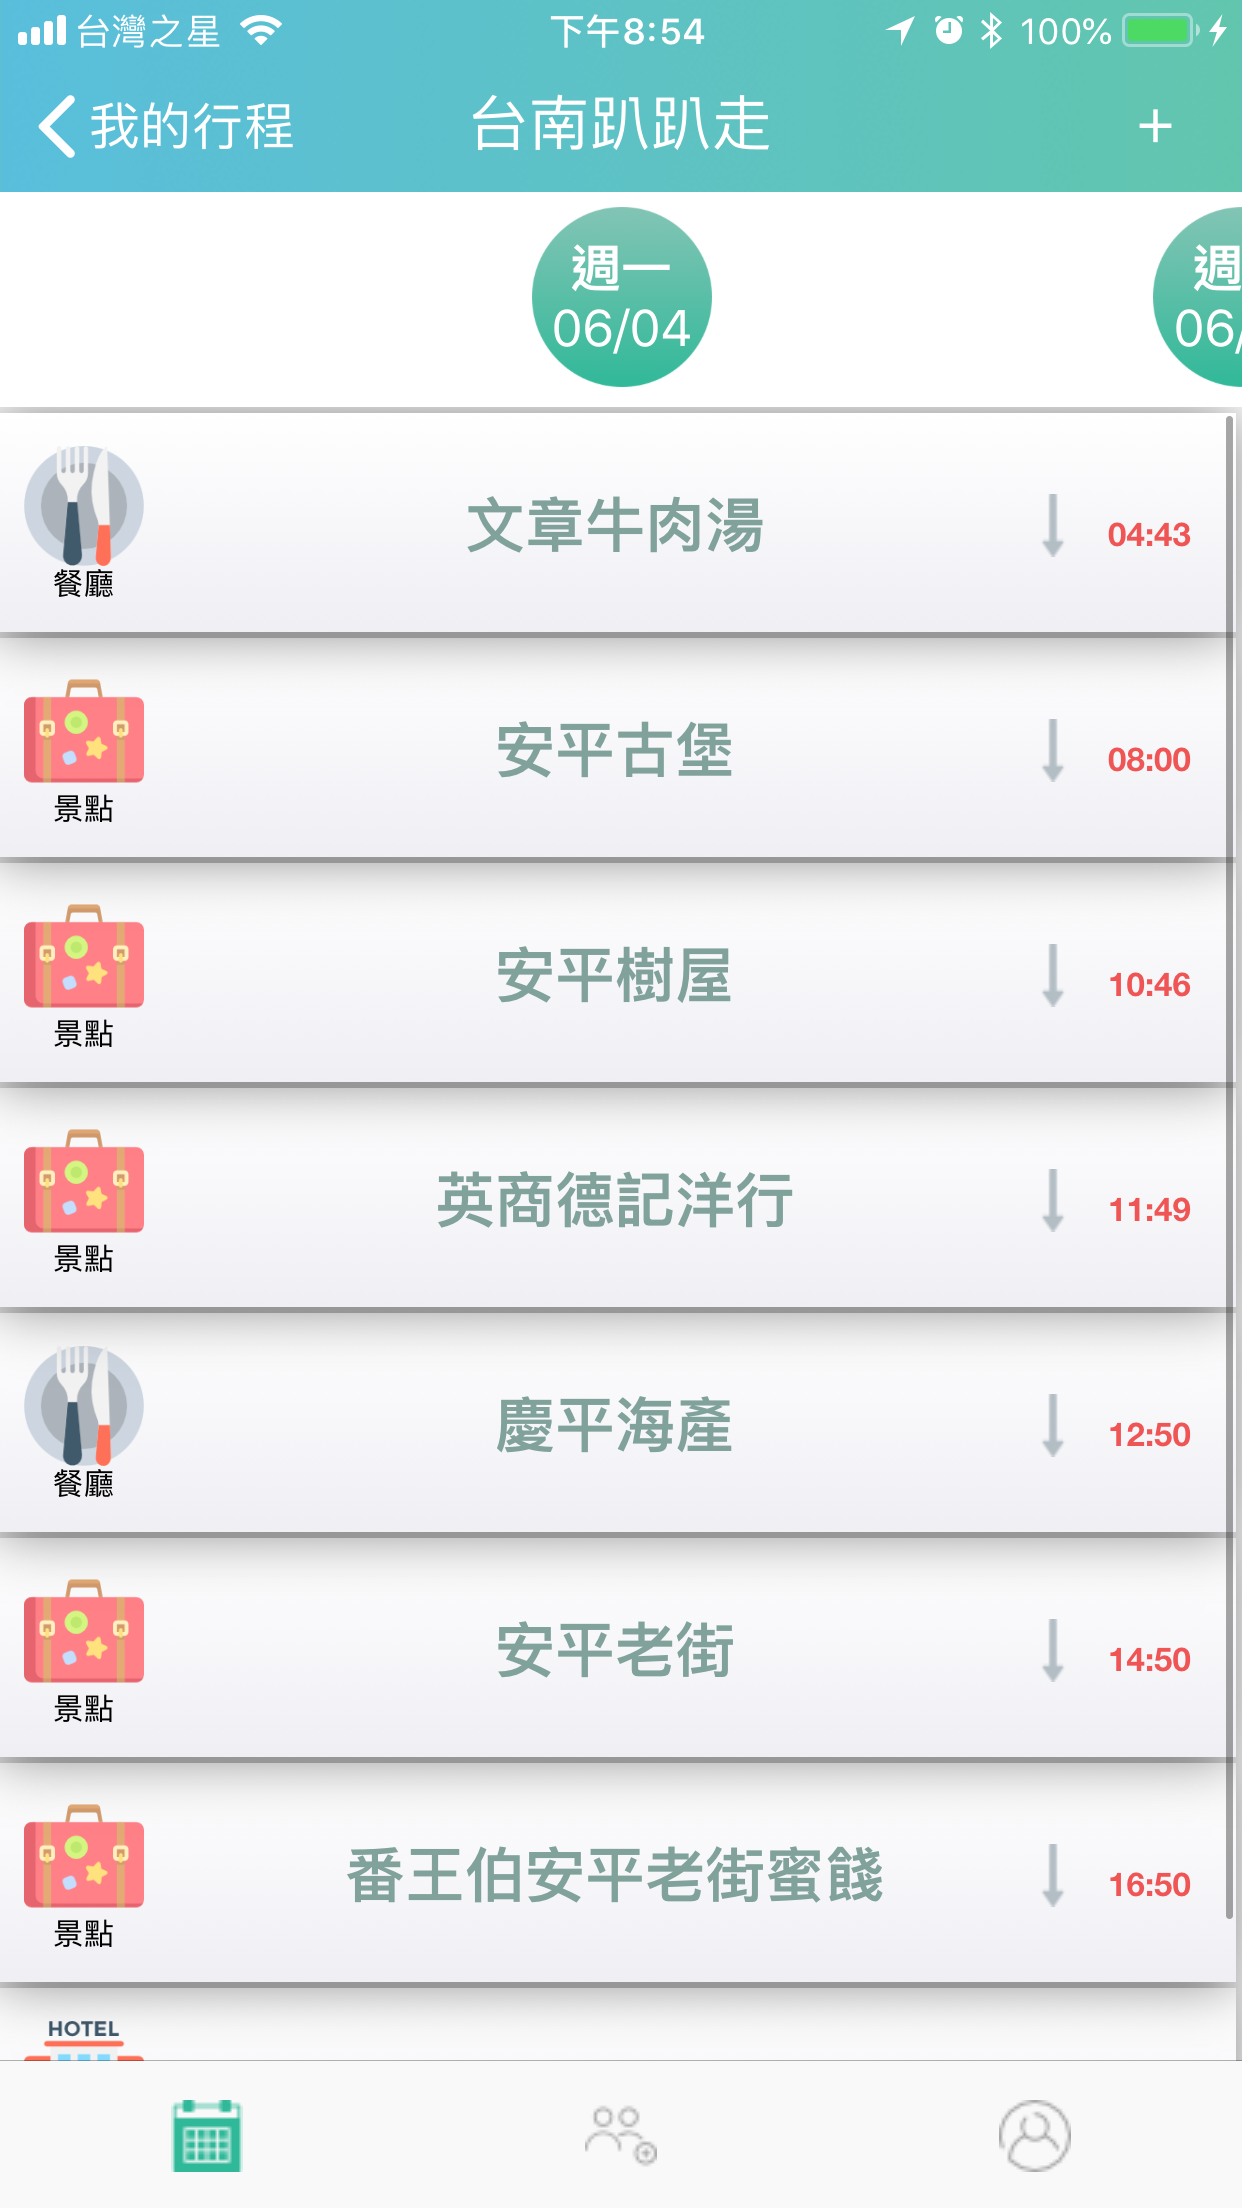 台灣之星
下午8:54
100%
我的行程
台南趴趴走
+
週一
06/04
週
06/
餐廳
文章牛肉湯
04:43
景點
安平古堡
08:00
景點
安平樹屋
10:46
景點
英商德記洋行
11:49
餐廳
慶平海產
12:50
景點
安平老街
14:50
景點
番王伯安平老街蜜餞
16:50
HOTEL